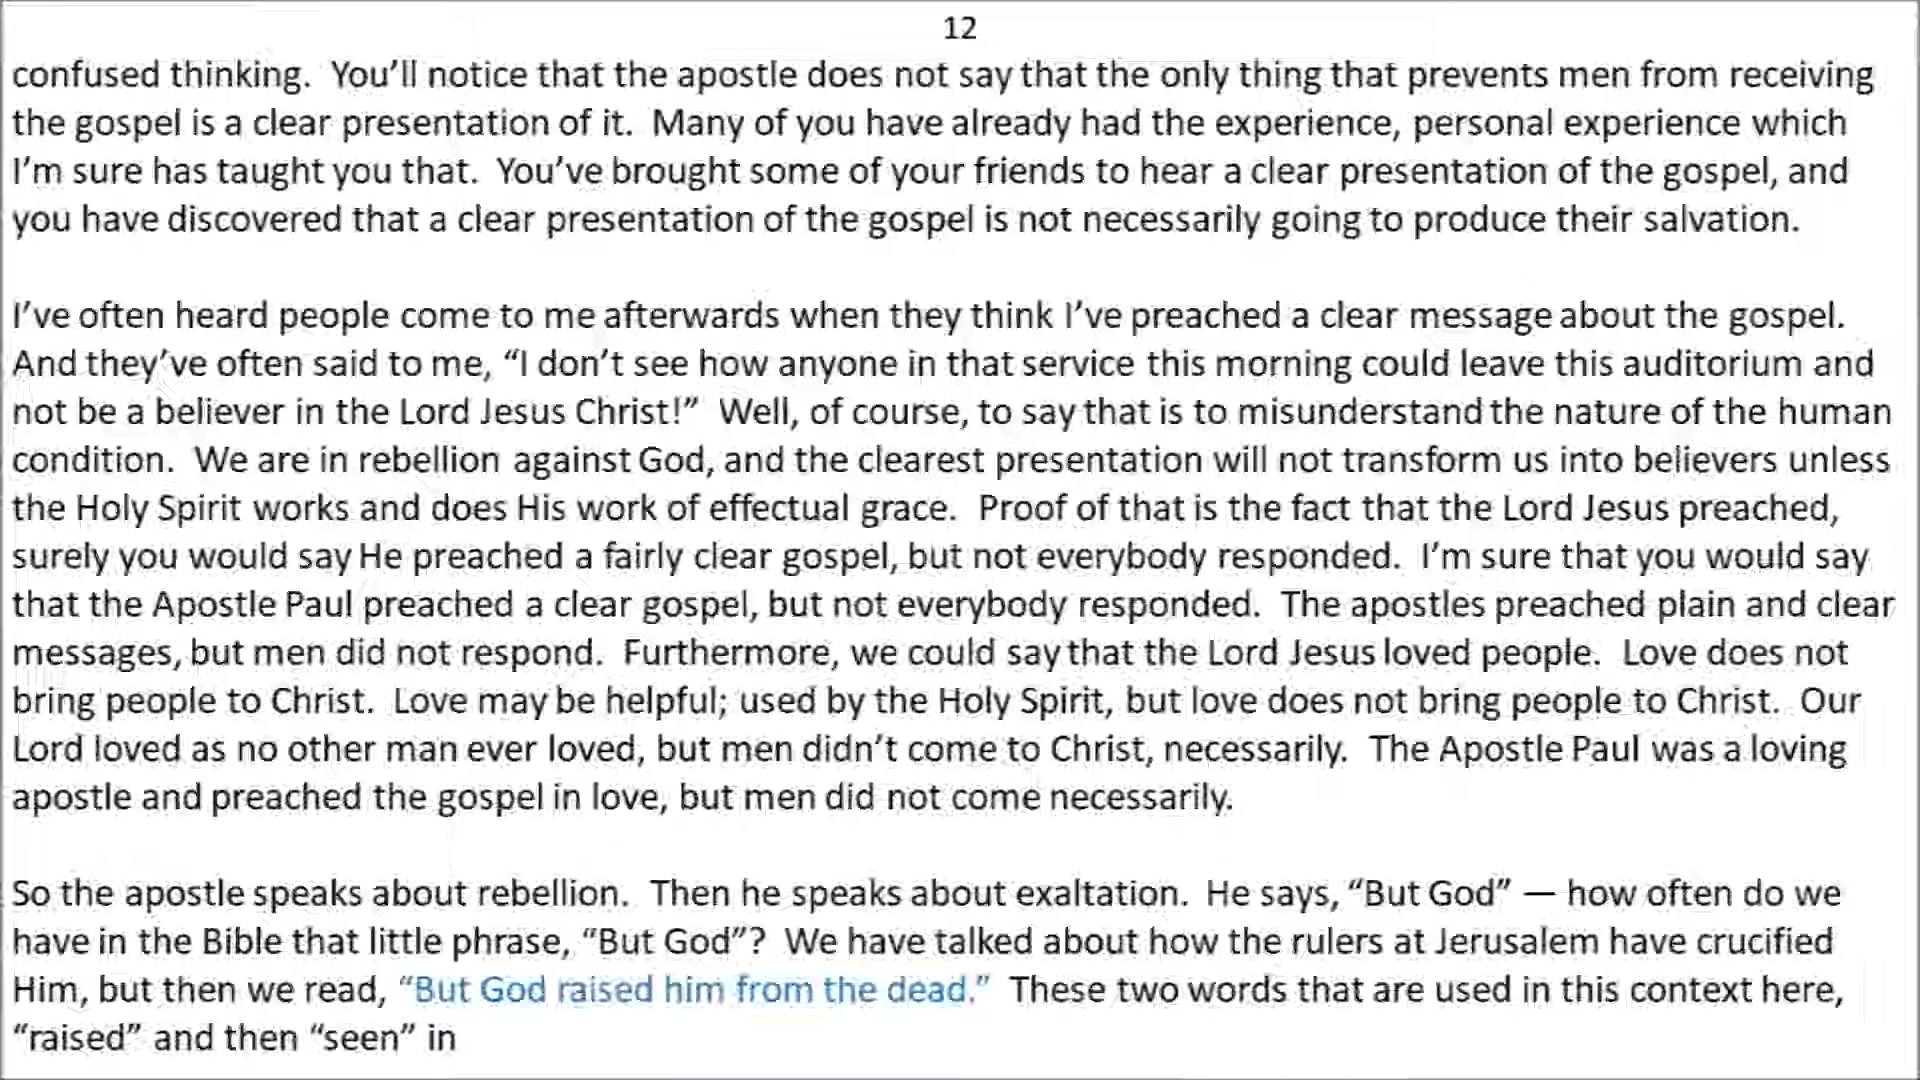 12
confused thinking.  You’ll notice that the apostle does not say that the only thing that prevents men from receiving
the gospel is a clear presentation of it.  Many of you have already had the experience, personal experience which
I’m sure has taught you that.  You’ve brought some of your friends to hear a clear presentation of the gospel, and
you have discovered that a clear presentation of the gospel is not necessarily going to produce their salvation.
I’ve often heard people come to me afterwards when they think I’ve preached a clear message about the gospel.
And they’ve often said to me, “I don’t see how anyone in that service this morning could leave this auditorium and
not be a believer in the Lord Jesus Christ!”  Well, of course, to say that is to misunderstand the nature of the human
condition.  We are in rebellion against God, and the clearest presentation will not transform us into believers unless
the Holy Spirit works and does His work of effectual grace.  Proof of that is the fact that the Lord Jesus preached,
surely you would say He preached a fairly clear gospel, but not everybody responded.  I’m sure that you would say
that the Apostle Paul preached a clear gospel, but not everybody responded.  The apostles preached plain and clear
messages, but men did not respond.  Furthermore, we could say that the Lord Jesus loved people.  Love does not
bring people to Christ.  Love may be helpful; used by the Holy Spirit, but love does not bring people to Christ.  Our
Lord loved as no other man ever loved, but men didn’t come to Christ, necessarily.  The Apostle Paul was a loving
apostle and preached the gospel in love, but men did not come necessarily.
So the apostle speaks about rebellion.  Then he speaks about exaltation.  He says, “But God” — how often do we
have in the Bible that little phrase, “But God”?  We have talked about how the rulers at Jerusalem have crucified
Him, but then we read, “But God raised him from the dead.”  These two words that are used in this context here,
“raised” and then “seen” in